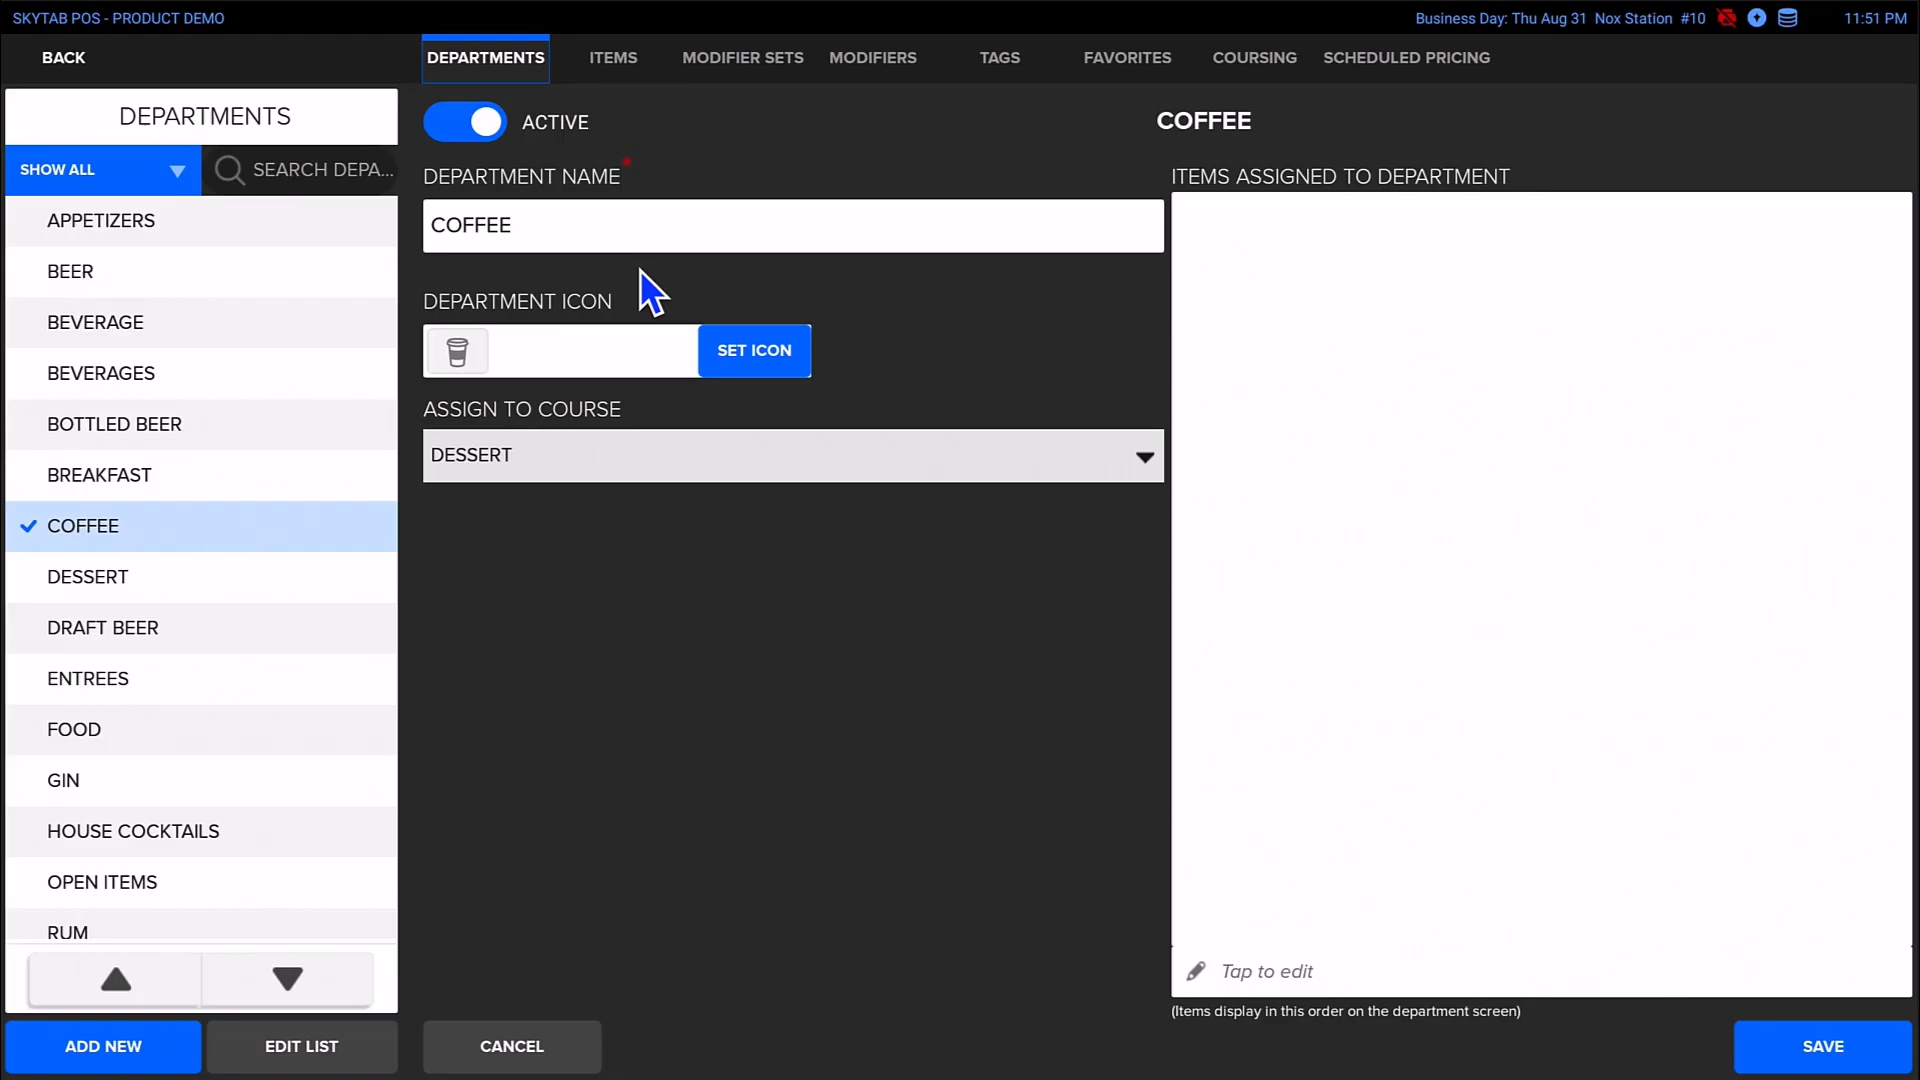 SKYTAB POS - PRODUCT DEMO
Business Day: Thu Aug 31 Nox Station #10 11:51 PM
BACK
DEPARTMENTS ITEMS MODIFIER SETS MODIFIERS TAGS FAVORITES COURSING SCHEDULED PRICING
DEPARTMENTS
SHOW ALL
SEARCH DEPA...
APPETIZERS
BEER
BEVERAGE
BEVERAGES
BOTTLED BEER
BREAKFAST
COFFEE
DESSERT
DRAFT BEER
ENTREES
FOOD
GIN
HOUSE COCKTAILS
OPEN ITEMS
RUM
ADD NEW
EDIT LIST
ACTIVE
COFFEE
DEPARTMENT NAME *
COFFEE
DEPARTMENT ICON
SET ICON
ASSIGN TO COURSE
DESSERT
ITEMS ASSIGNED TO DEPARTMENT
Tap to edit
(Items display in this order on the department screen)
CANCEL
SAVE